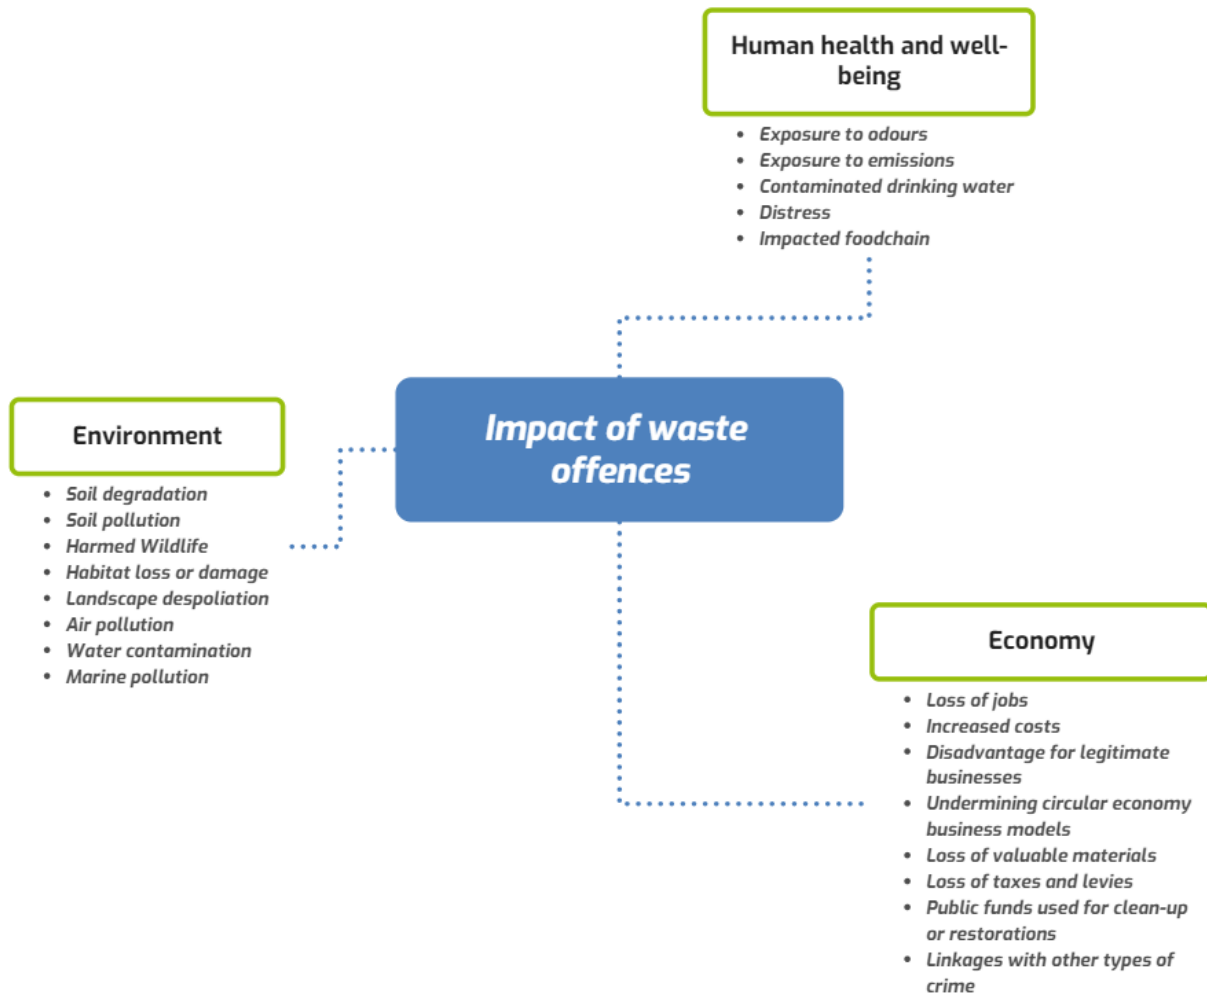 Human health and well-
being
• Exposure to odours
• Exposure to emissions
• Contaminated drinking water
• Distress
• Impacted foodchain
Impact of waste
offences
Environment
• Soil degradation
• Soil pollution
• Harmed Wildlife
• Habitat loss or damage
• Landscape despoliation
• Air pollution
• Water contamination
• Marine pollution
Economy
• Loss of jobs
• Increased costs
• Disadvantage for legitimate
businesses
• Undermining circular economy
business models
• Loss of valuable materials
• Loss of taxes and levies
• Public funds used for clean-up
or restorations
• Linkages with other types of
crime